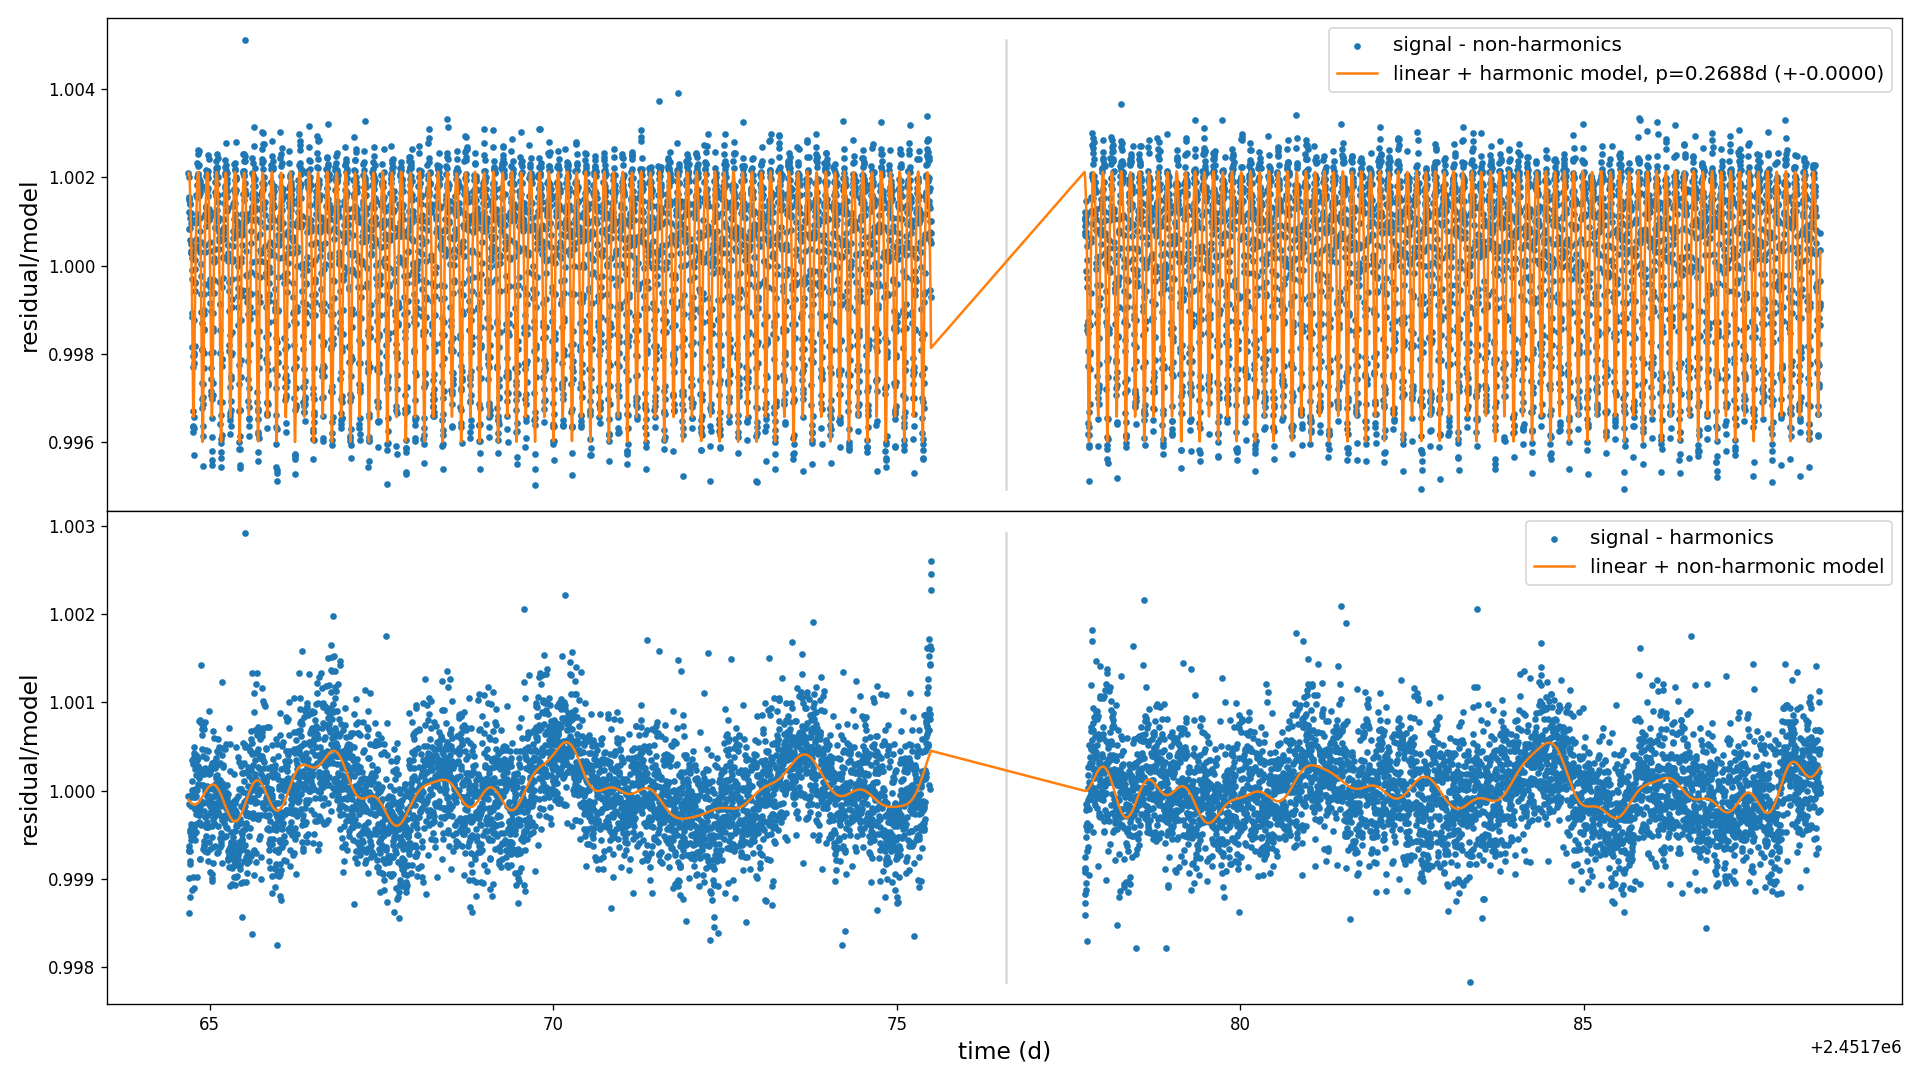 signal - non-harmonics
linear + harmonic model, p=0.2688d (+-0.0000)
residual/model
1.004
1.002
1.000
0.998
0.996
signal - harmonics
linear + non-harmonic model
residual/model
1.003
1.002
1.001
1.000
0.999
0.998
65 70 75 80 85
time (d)
+2.4517e6